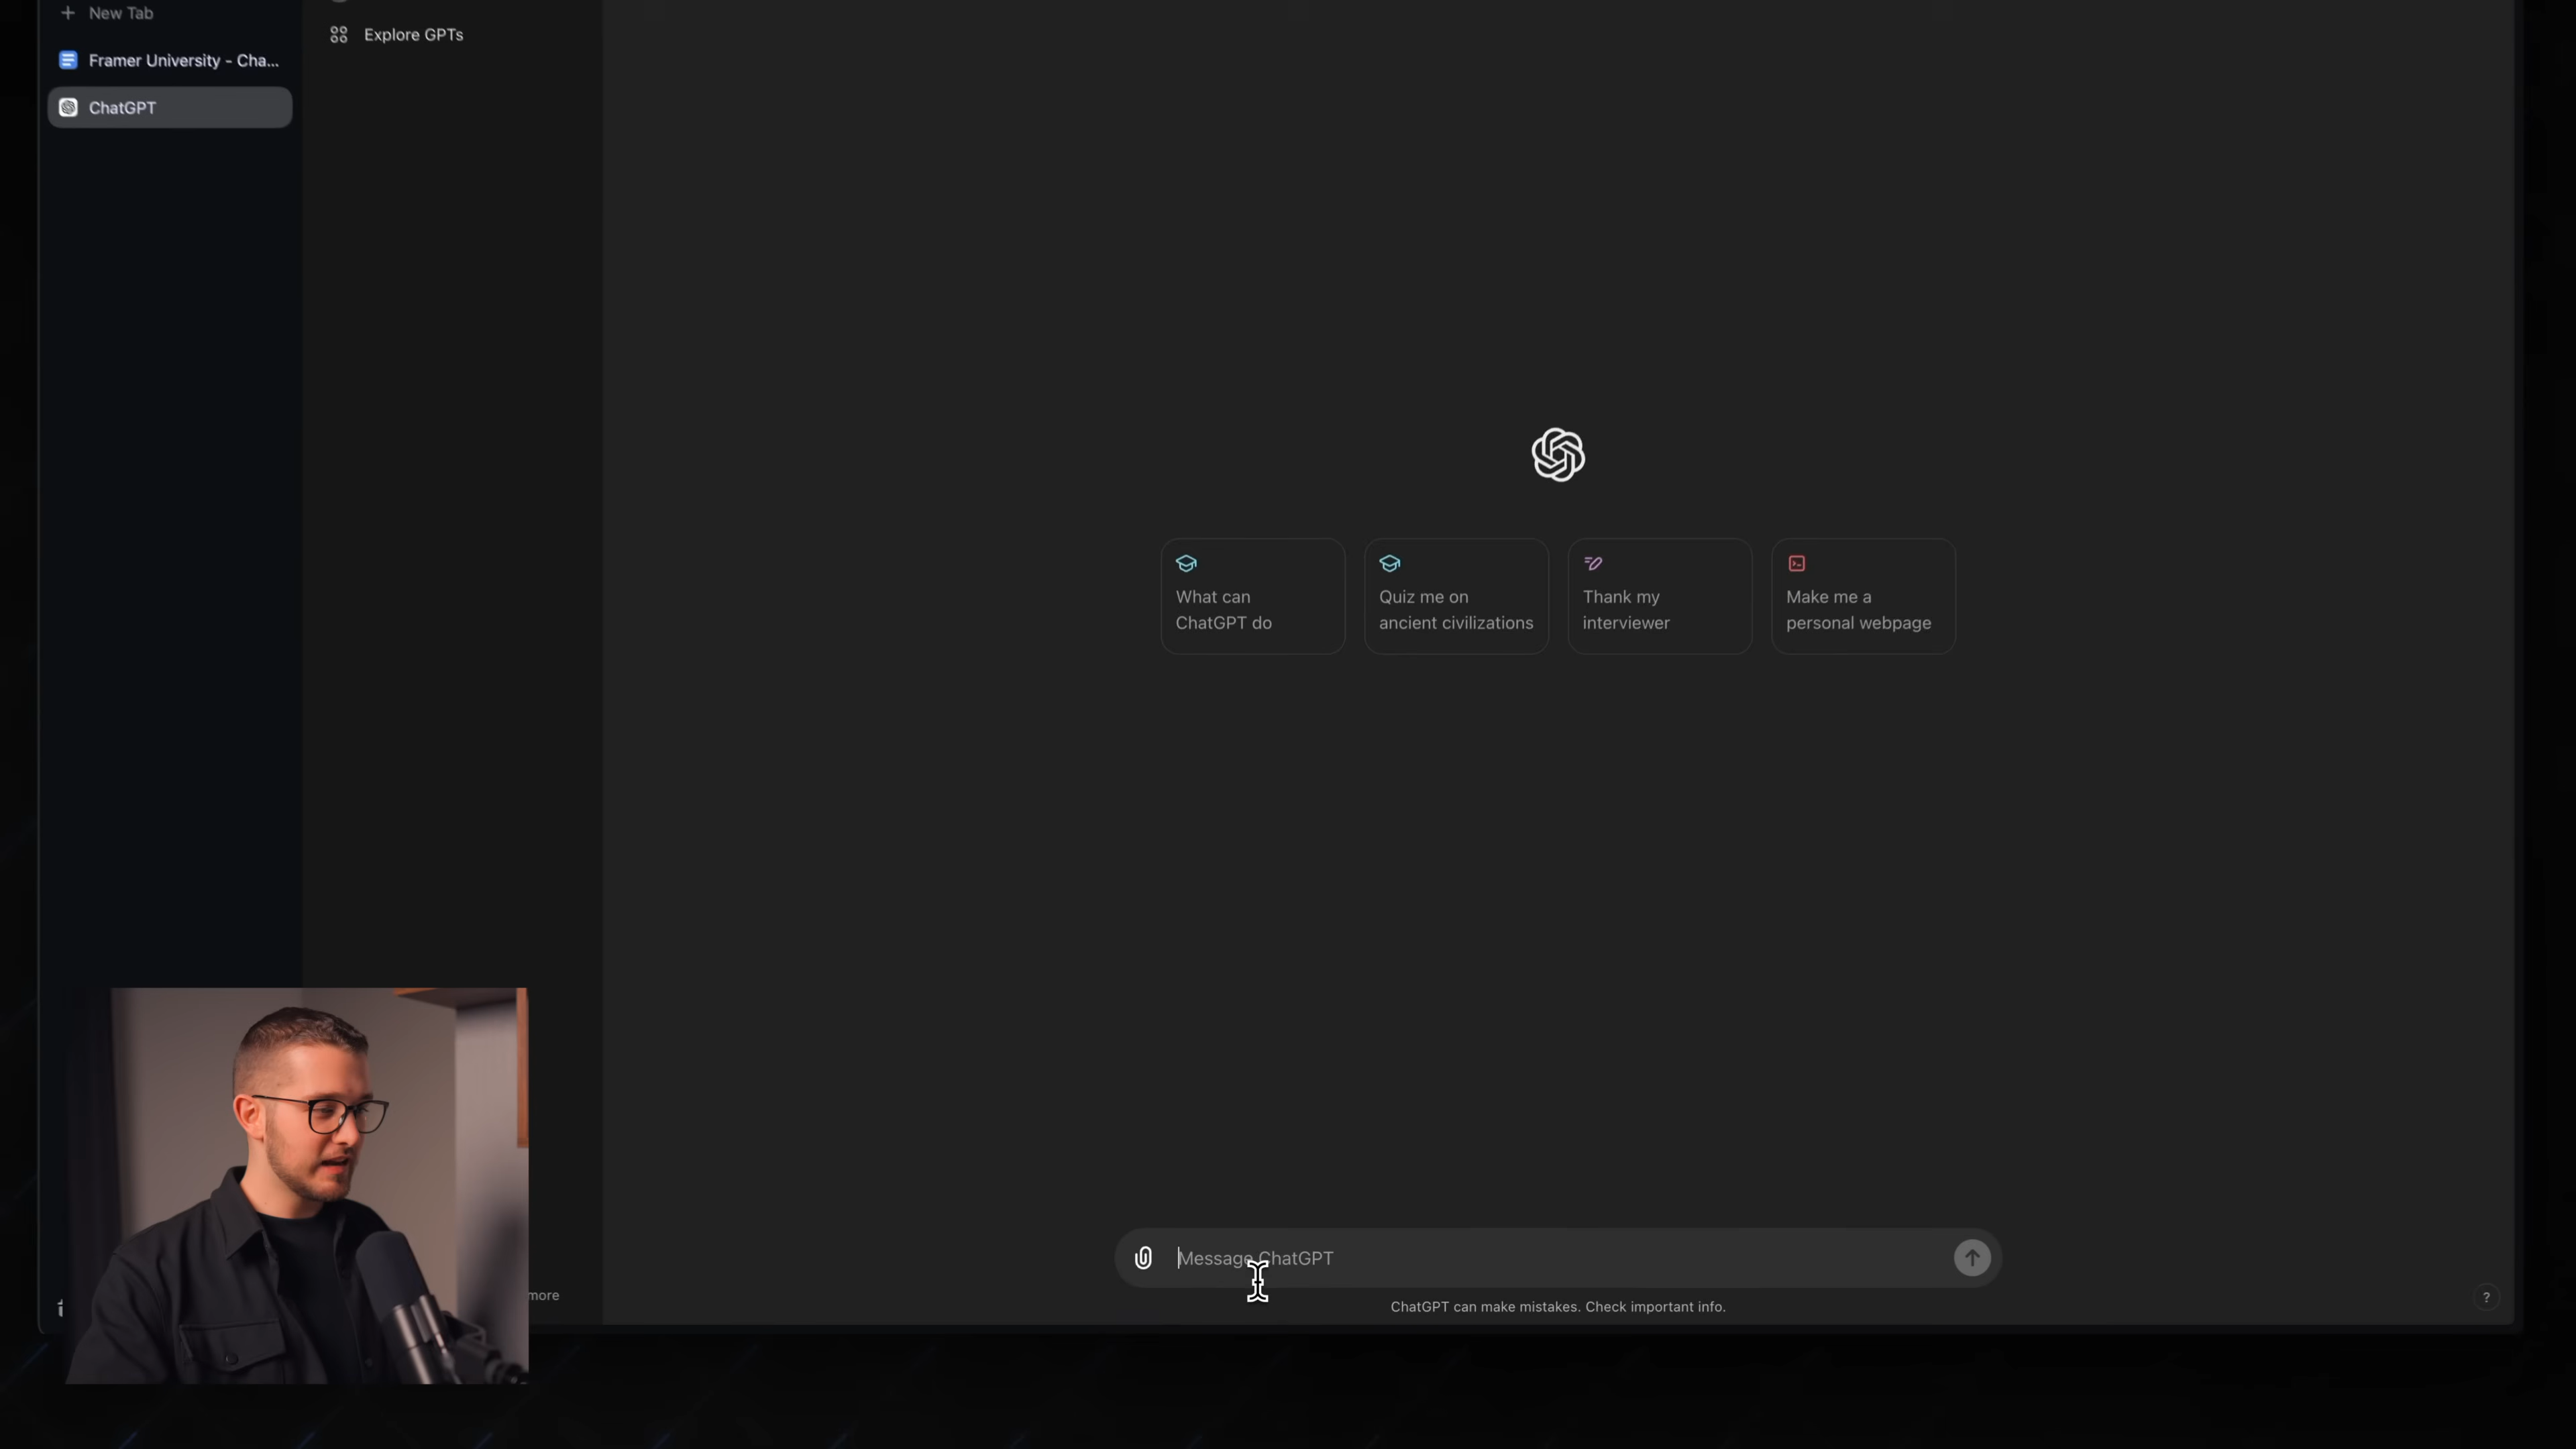 New Tab
Framer University - Cha...
ChatGPT
Explore GPTs
What can
ChatGPT do
Quiz me on
ancient civilizations
Thank my
interviewer
Make me a
personal webpage
Message ChatGPT
more
ChatGPT can make mistakes. Check important info.
?